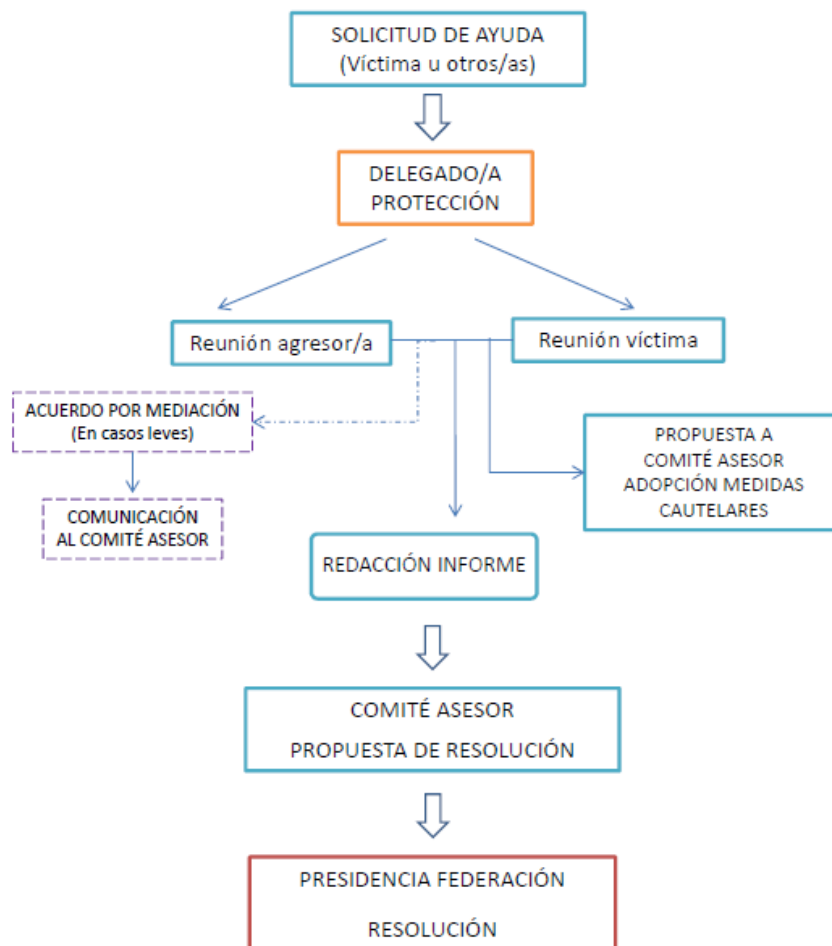 SOLICITUD DE AYUDA
(Víctima u otros/as)
DELEGADO/A
PROTECCIÓN
Reunión agresor/a
Reunión víctima
ACUERDO POR MEDIACIÓN
(En casos leves)
PROPUESTA A
COMITÉ ASESOR
ADOPCIÓN MEDIDAS
CAUTELARES
COMUNICACIÓN
AL COMITÉ ASESOR
REDACCIÓN INFORME
COMITÉ ASESOR
PROPUESTA DE RESOLUCIÓN
PRESIDENCIA FEDERACIÓN
RESOLUCIÓN